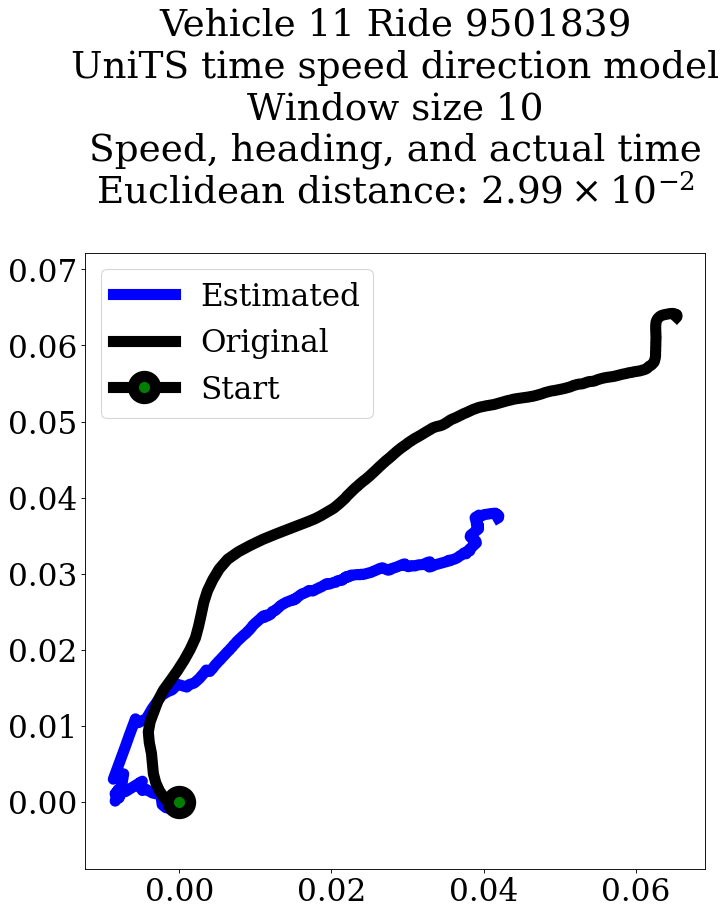 Vehicle 11 Ride 9501839
UniTS time speed direction model
Window size 10
Speed, heading, and actual time
Euclidean distance: 2.99 × 10⁻²
0.07
0.06
0.05
0.04
0.03
0.02
0.01
0.00
Estimated
Original
Start
0.00 0.02 0.04 0.06